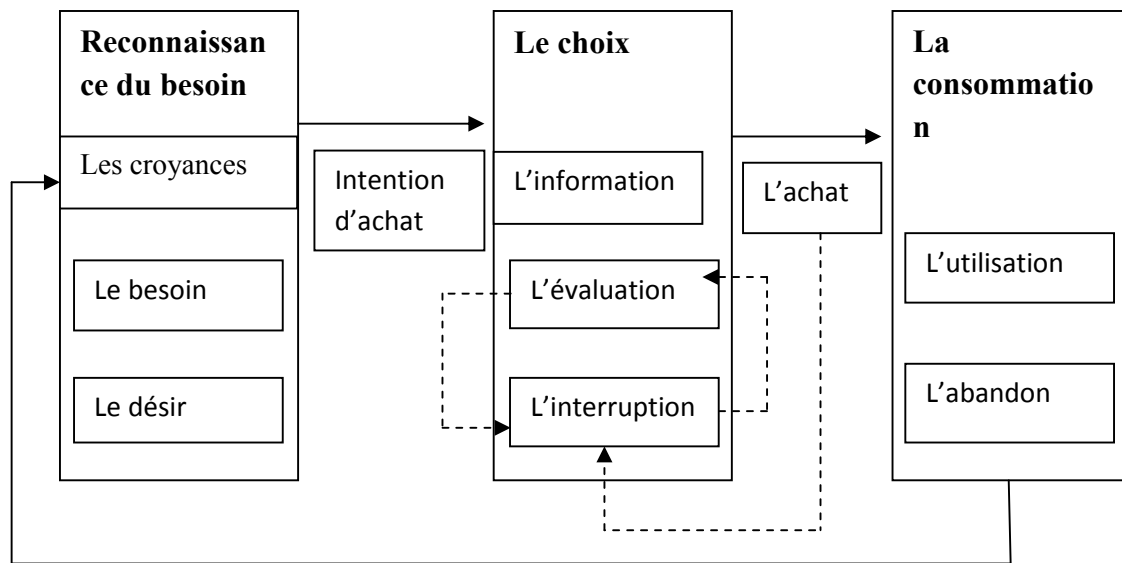 Reconnaissan
ce du besoin
Les croyances
Le besoin
Le désir
Intention
d’achat
Le choix
L’information
L’évaluation
L’interruption
L’achat
La
consommatio
n
L’utilisation
L’abandon